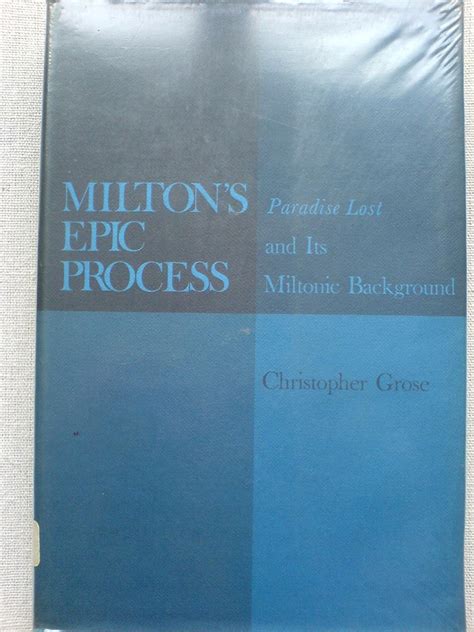 MILTON'S
EPIC
PROCESS
Paradise Lost
and Its
Miltonic Background
Christopher Grose